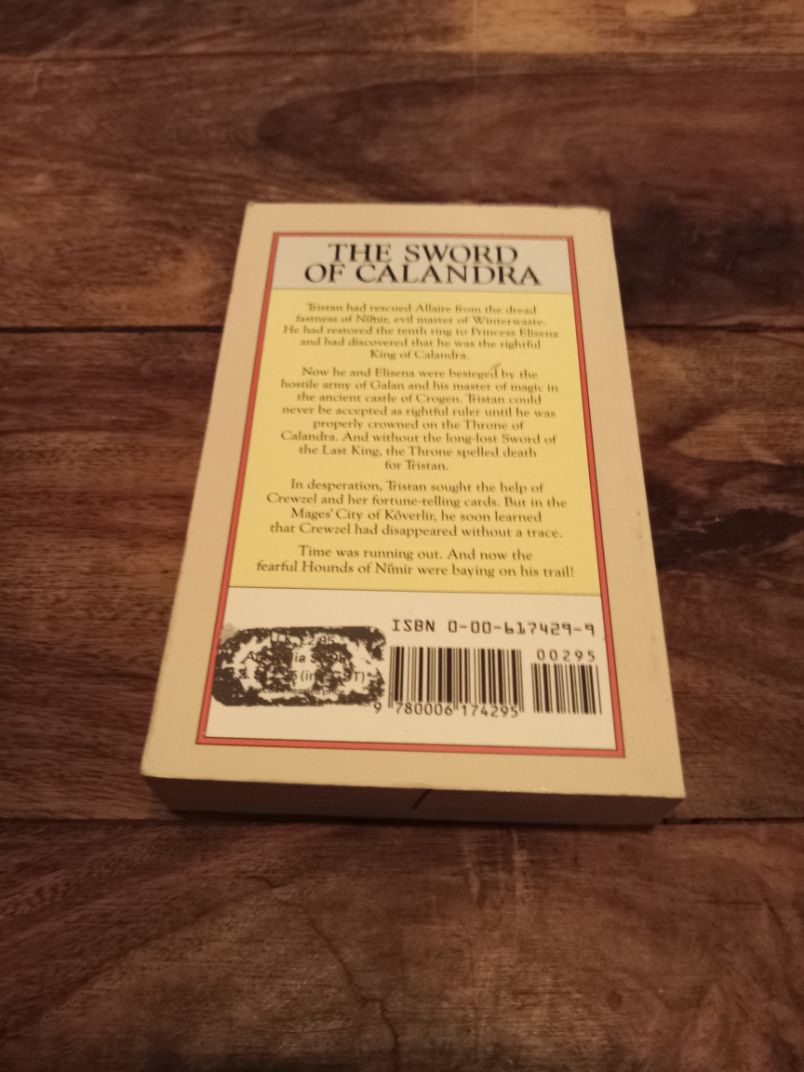 THE SWORD
OF CALANDRA
Tristan had rescued Allaire from the dread
fastness of Nîmir, evil master of Winterwaste.
He had restored the tenth ring to Princess Elisena
and had discovered that he was the rightful
King of Calandra.
Now he and Elisena were besieged by the
hostile army of Galan and his master of magic in
the ancient castle of Crogen. Tristan could
never be accepted as rightful ruler until he was
properly crowned on the Throne of
Calandra. And without the long-lost Sword of
the Last King, the Throne spelled death
for Tristan.
In desperation, Tristan sought the help of
Crewzel and her fortune-telling cards. But in the
Mages' City of Kôverlir, he soon learned
that Crewzel had disappeared without a trace.
Time was running out. And now the
fearful Hounds of Nîmir were baying on his trail!
ISBN 0-00-617429-9
00295
9 780006 174295